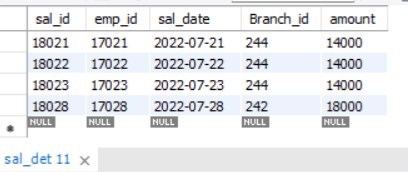 sal_id emp_id sal_date Branch_id amount
18021 17021 2022-07-21 244 14000
18022 17022 2022-07-22 244 14000
18023 17023 2022-07-23 244 14000
18028 17028 2022-07-28 242 18000
* NULL NULL NULL NULL NULL
sal_det 11 ×